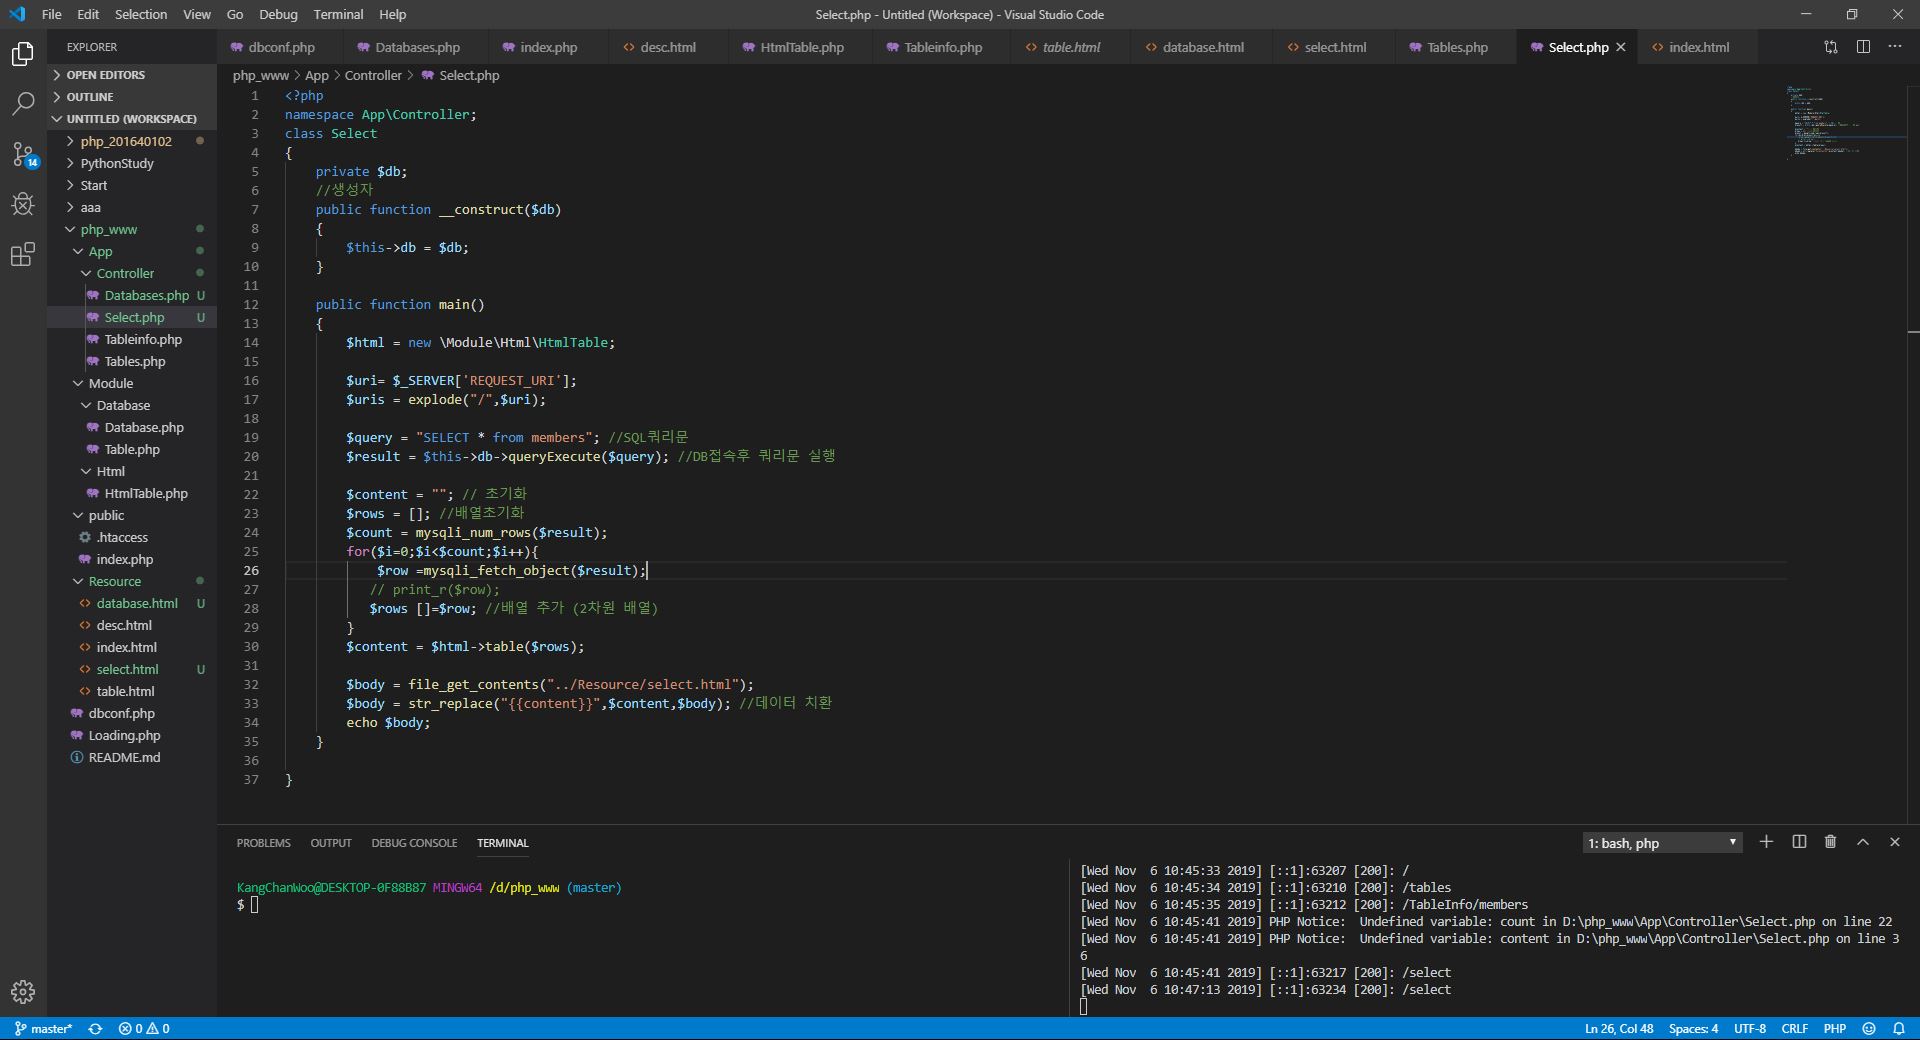 File Edit Selection View Go Debug Terminal Help
Select.php - Untitled (Workspace) - Visual Studio Code
EXPLORER
OPEN EDITORS
OUTLINE
UNTITLED (WORKSPACE)
php_201640102
PythonStudy
Start
aaa
php_www
App
Controller
Databases.php U
Select.php U
Tableinfo.php
Tables.php
Module
Database
Database.php
Table.php
Html
HtmlTable.php
public
.htaccess
index.php
Resource
database.html U
desc.html
index.html
select.html U
table.html
dbconf.php
Loading.php
README.md
14
dbconf.php Databases.php index.php desc.html HtmlTable.php Tableinfo.php table.html database.html select.html Tables.php Select.php index.html
php_www > App > Controller > Select.php
1 <?php
2 namespace App\Controller;
3 class Select
4 {
5 private $db;
6 //생성자
7 public function __construct($db)
8 {
9 $this->db = $db;
10 }
11
12 public function main()
13 {
14 $html = new \Module\Html\HtmlTable;
15
16 $uri= $_SERVER['REQUEST_URI'];
17 $uris = explode("/",$uri);
18
19 $query = "SELECT * from members"; //SQL쿼리문
20 $result = $this->db->queryExecute($query); //DB접속후 쿼리문 실행
21
22 $content = ""; // 초기화
23 $rows = []; //배열초기화
24 $count = mysqli_num_rows($result);
25 for($i=0;$i<$count;$i++){
26 $row =mysqli_fetch_object($result);
27 // print_r($row);
28 $rows []=$row; //배열 추가 (2차원 배열)
29 }
30 $content = $html->table($rows);
31
32 $body = file_get_contents("../Resource/select.html");
33 $body = str_replace("{{content}}",$content,$body); //데이터 치환
34 echo $body;
35 }
36
37 }
PROBLEMS OUTPUT DEBUG CONSOLE TERMINAL
1: bash, php
KangChanWoo@DESKTOP-0F88B87 MINGW64 /d/php_www (master)
$
[Wed Nov 6 10:45:33 2019] [::1]:63207 [200]: /
[Wed Nov 6 10:45:34 2019] [::1]:63210 [200]: /tables
[Wed Nov 6 10:45:35 2019] [::1]:63212 [200]: /TableInfo/members
[Wed Nov 6 10:45:41 2019] PHP Notice: Undefined variable: count in D:\php_www\App\Controller\Select.php on line 22
[Wed Nov 6 10:45:41 2019] PHP Notice: Undefined variable: content in D:\php_www\App\Controller\Select.php on line 3
6
[Wed Nov 6 10:45:41 2019] [::1]:63217 [200]: /select
[Wed Nov 6 10:47:13 2019] [::1]:63234 [200]: /select
master* 0 0
Ln 26, Col 48 Spaces: 4 UTF-8 CRLF PHP